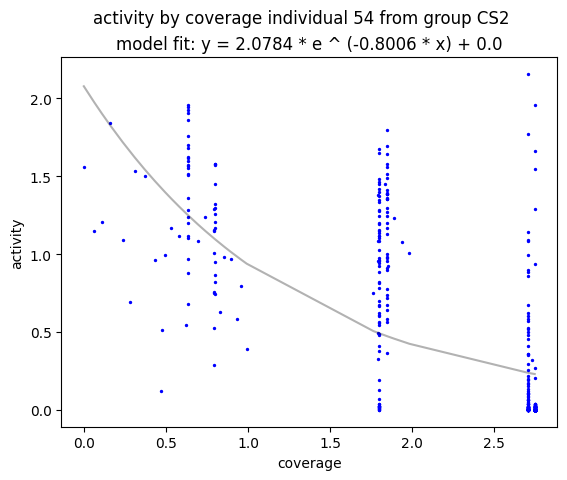 activity by coverage individual 54 from group CS2
model fit: y = 2.0784 * e ^ (-0.8006 * x) + 0.0
activity
2.0
1.5
1.0
0.5
0.0
0.0
0.5
1.0
1.5
2.0
2.5
coverage